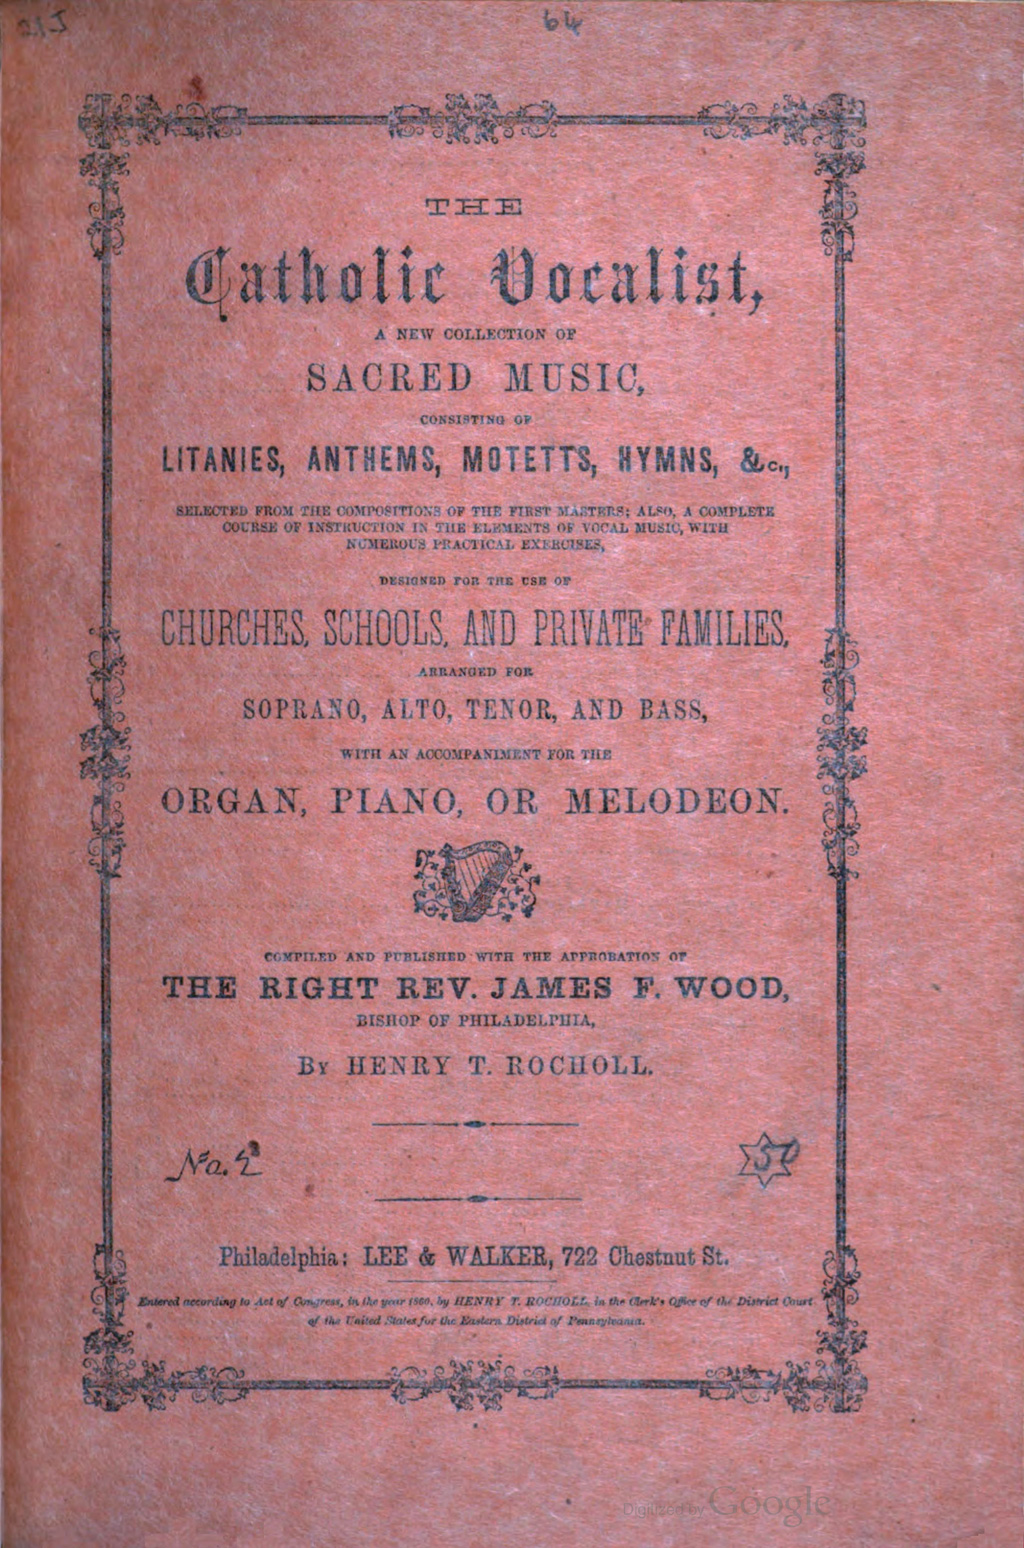 64
THE
Catholic Vocalist,
A NEW COLLECTION OF
SACRED MUSIC,
CONSISTING OF
LITANIES, ANTHEMS, MOTETTS, HYMNS, &c.,
SELECTED FROM THE COMPOSITIONS OF THE FIRST MASTERS; ALSO, A COMPLETE
COURSE OF INSTRUCTION IN THE ELEMENTS OF VOCAL MUSIC, WITH
NUMEROUS PRACTICAL EXERCISES,
DESIGNED FOR THE USE OF
CHURCHES, SCHOOLS, AND PRIVATE FAMILIES,
ARRANGED FOR
SOPRANO, ALTO, TENOR, AND BASS,
WITH AN ACCOMPANIMENT FOR THE
ORGAN, PIANO, OR MELODEON.
COMPILED AND PUBLISHED WITH THE APPROBATION OF
THE RIGHT REV. JAMES F. WOOD,
BISHOP OF PHILADELPHIA,
By HENRY T. ROCHOLL.
No. 50
Philadelphia: LEE & WALKER, 722 Chestnut St.
Entered according to Act of Congress, in the year 1860, by HENRY T. ROCHOLL, in the Clerk's Office of the District Court
of the United States for the Eastern District of Pennsylvania.
Digitized by Google